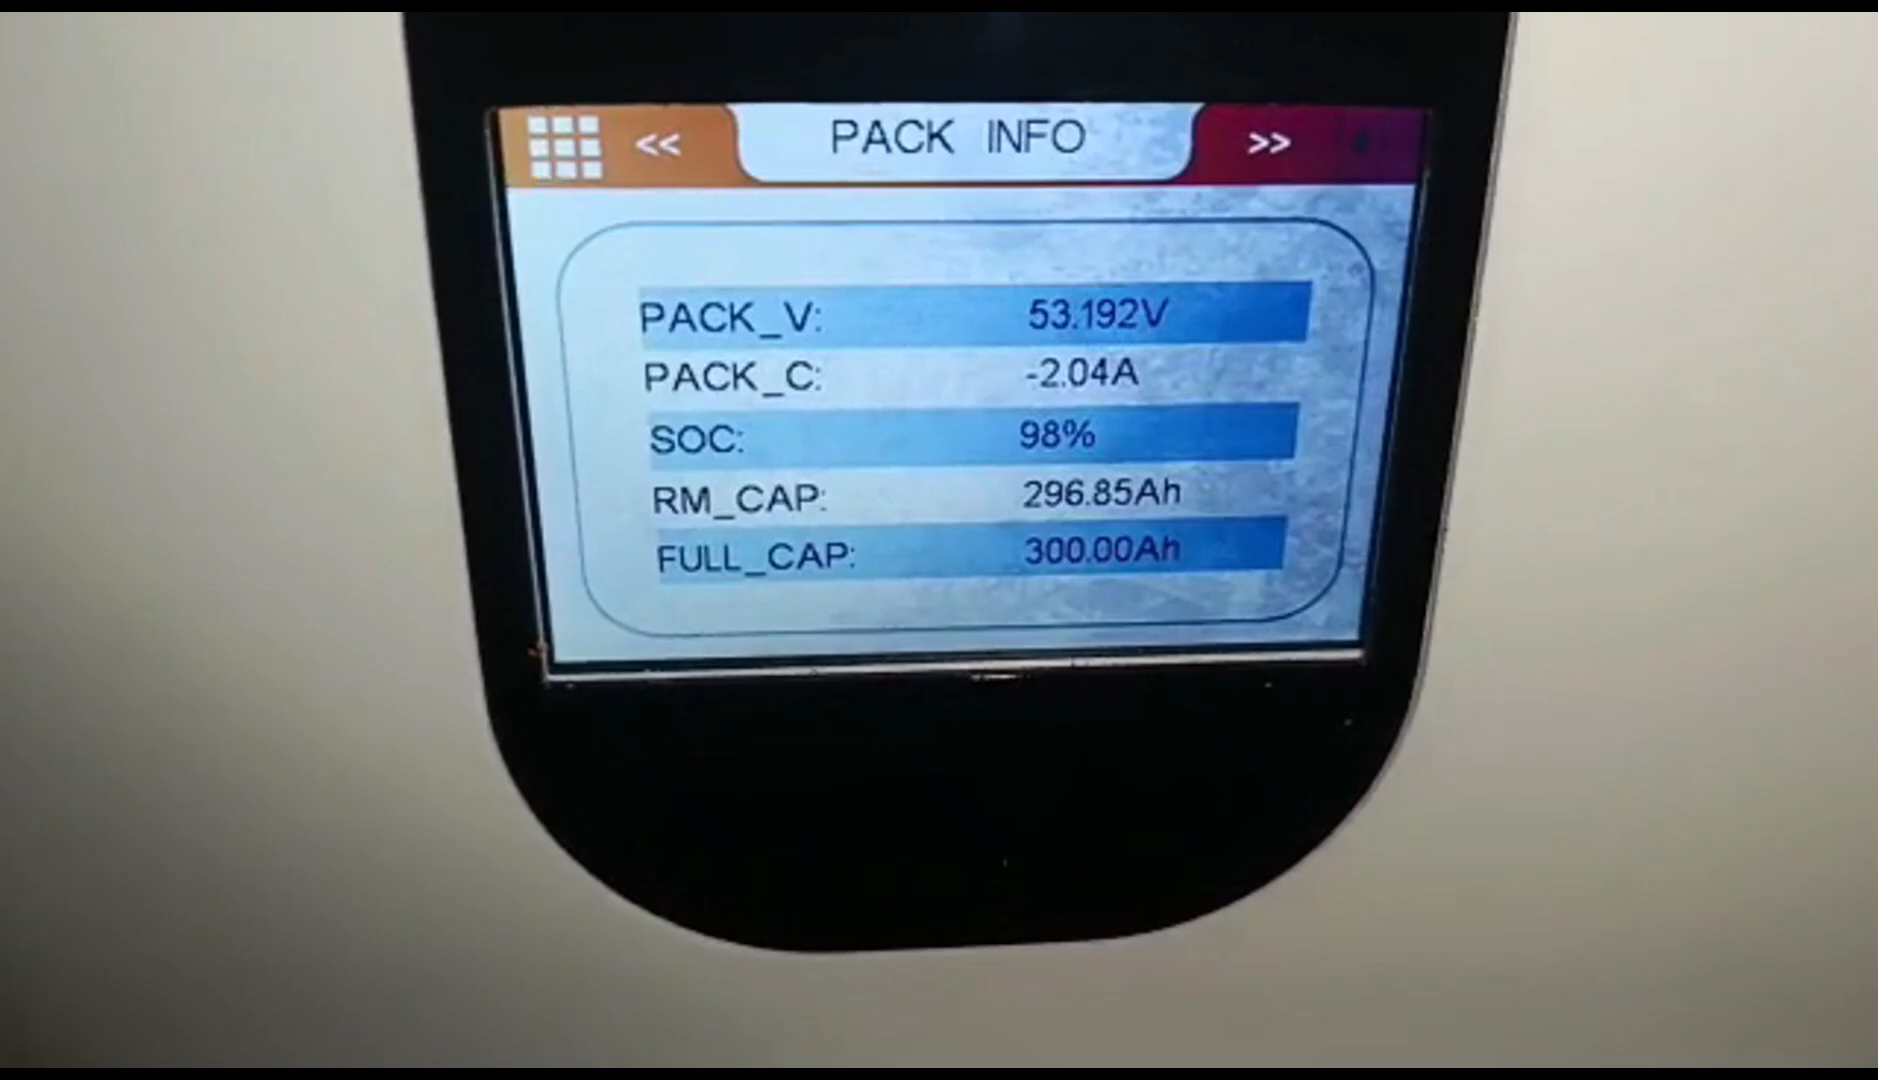 << PACK INFO >>
PACK_V: 53.192V
PACK_C: -2.04A
SOC: 98%
RM_CAP: 296.85Ah
FULL_CAP: 300.00Ah